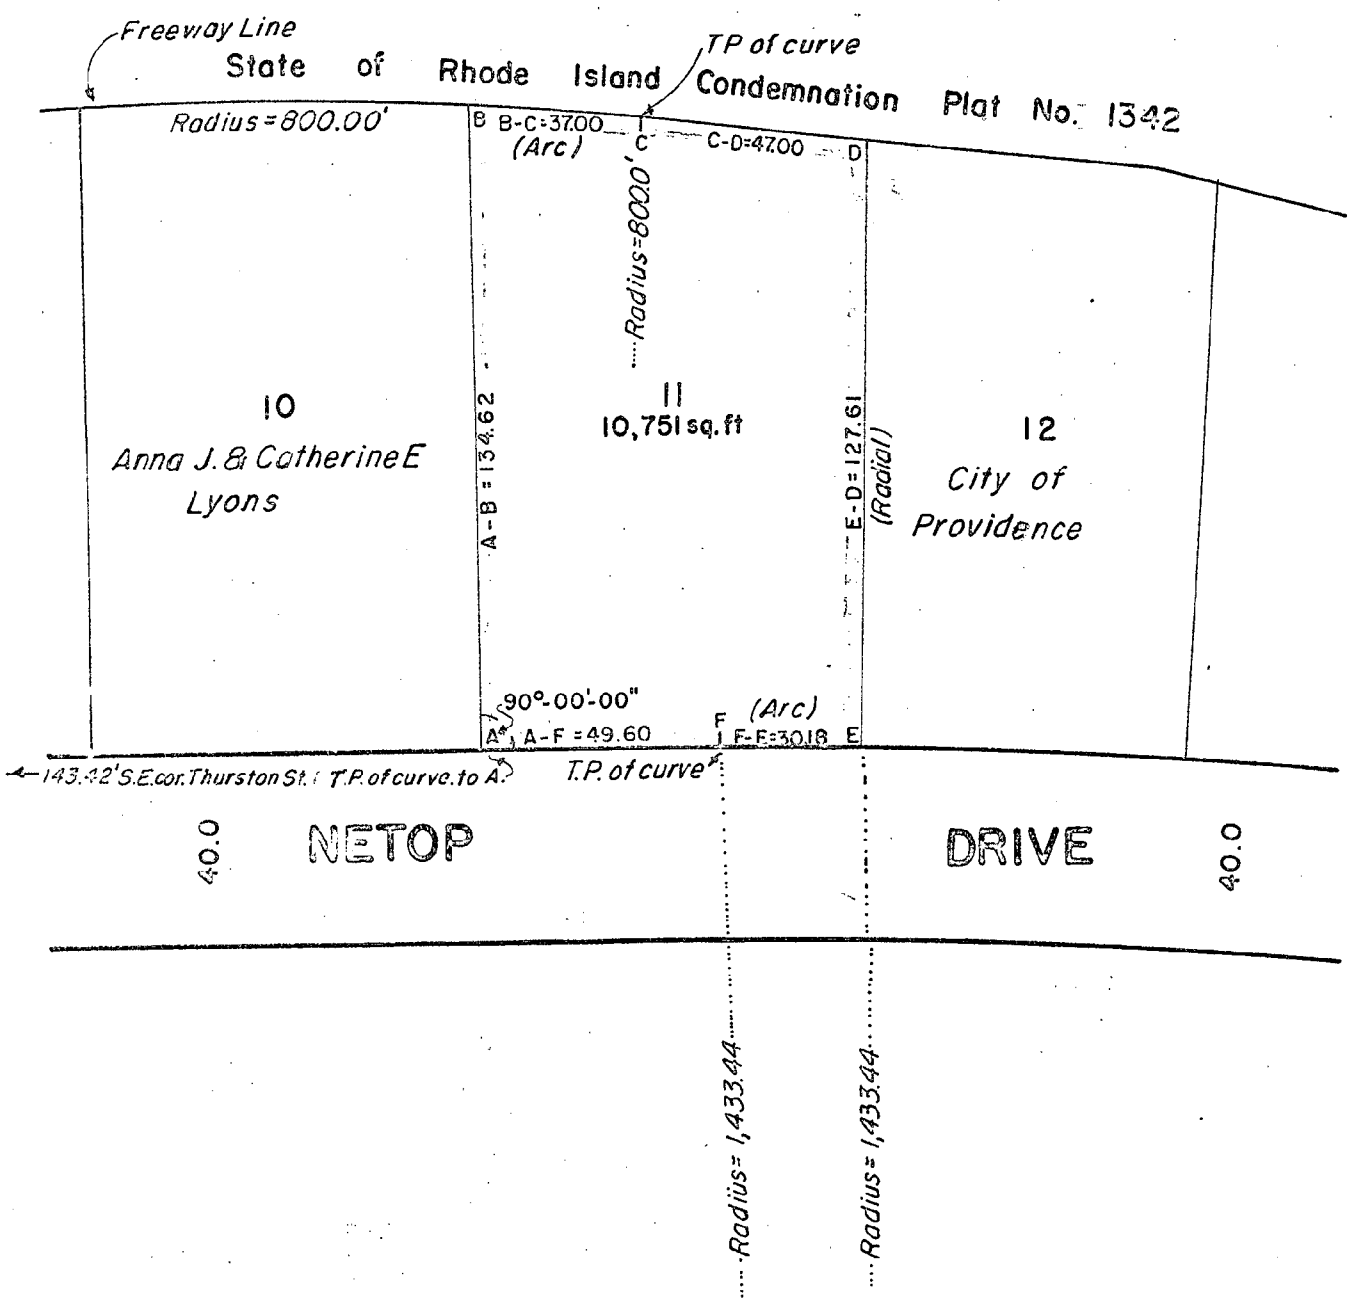 Freeway Line
TP of curve
State of Rhode Island Condemnation Plat No. 1342
Radius=800.00'
B B-C=37.00
(Arc)
C
C-D=47.00
D
Radius=800.0'
10
Anna J. & Catherine E
Lyons
A-B=134.62
11
10,751 sq.ft
E-D=127.61
(Radial)
12
City of
Providence
90°-00'-00"
A
A-F=49.60
F
(Arc)
F-E=30.18
E
143.42' S.E.cor. Thurston St. T.P. of curve to A.
T.P. of curve
40.0
NETOP DRIVE
40.0
Radius=1,433.44
Radius=1,433.44